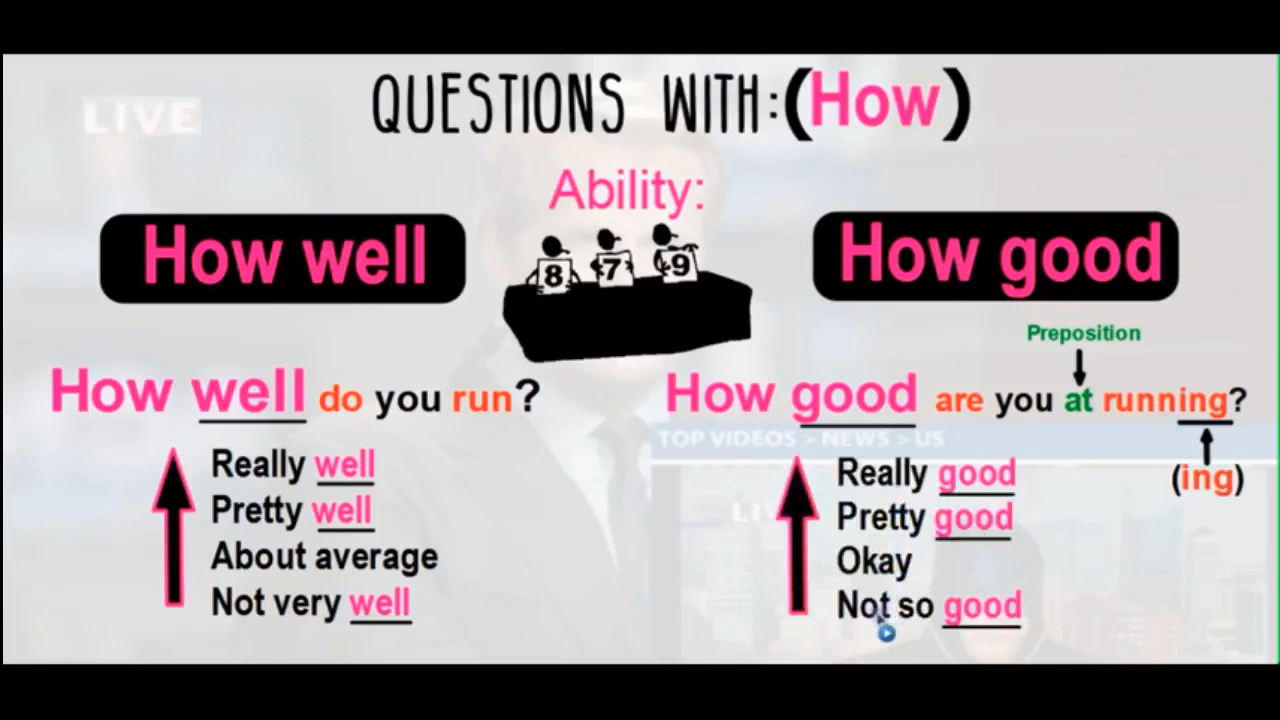 LIVE
QUESTIONS WITH:(How)
Ability:
How well
8 7 9
How good
How well do you run?
Really well
Pretty well
About average
Not very well
Preposition
How good are you at running?
(ing)
TOP VIDEOS > NEWS > US
Really good
Pretty good
Okay
Not so good